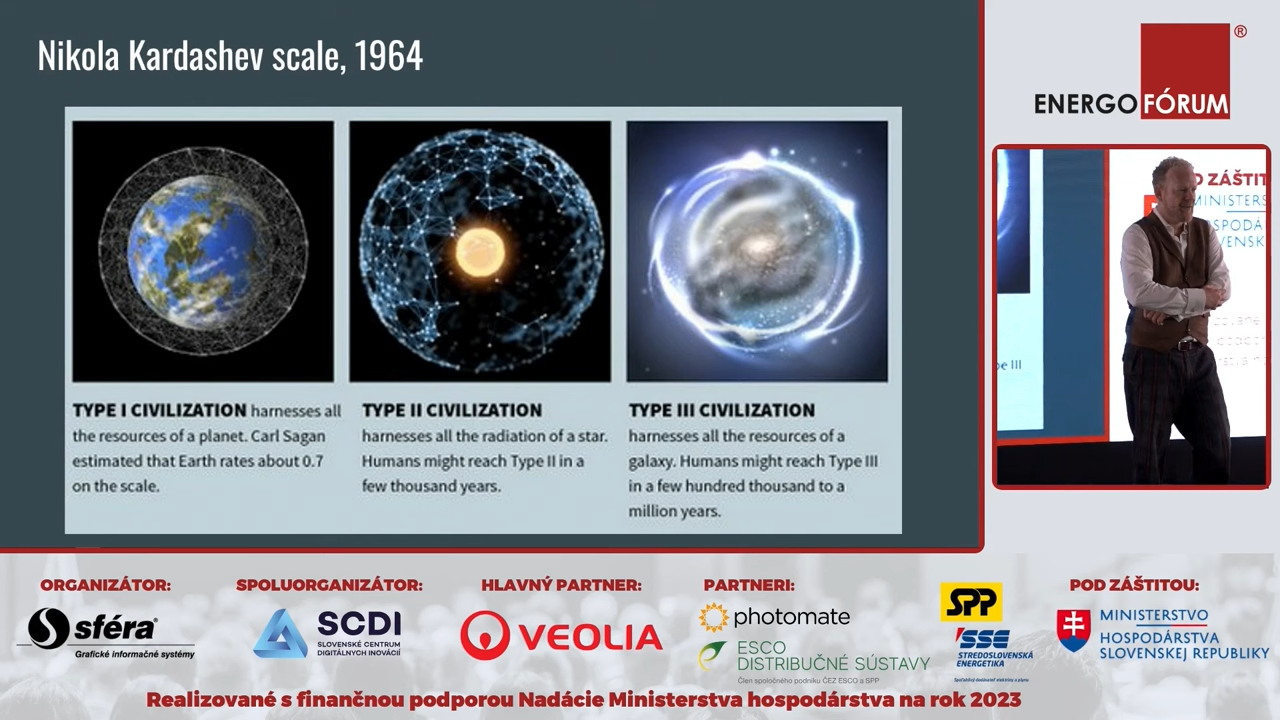 Nikola Kardashev scale, 1964
TYPE I CIVILIZATION harnesses all
the resources of a planet. Carl Sagan
estimated that Earth rates about 0.7
on the scale.
TYPE II CIVILIZATION
harnesses all the radiation of a star.
Humans might reach Type II in a
few thousand years.
TYPE III CIVILIZATION
harnesses all the resources of a
galaxy. Humans might reach Type III
in a few hundred thousand to a
million years.
ENERGOFÓRUM®
D ZÁŠTIT
MINISTERS
HOSPODÁ
LOVENSK
pe III
ORGANIZÁTOR:
sféra®
Grafické informačné systémy
SPOLUORGANIZÁTOR:
SCDI
SLOVENSKÉ CENTRUM
DIGITÁLNYCH INOVÁCIÍ
HLAVNÝ PARTNER:
VEOLIA
PARTNERI:
photomate
ESCO
DISTRIBUČNÉ SÚSTAVY
Člen spoločného podniku ČEZ ESCO a SPP
SPP
SSE
STREDOSLOVENSKÁ
ENERGETIKA
POD ZÁŠTITOU:
MINISTERSTVO
HOSPODÁRSTVA
SLOVENSKEJ REPUBLIKY
Realizované s finančnou podporou Nadácie Ministerstva hospodárstva na rok 2023